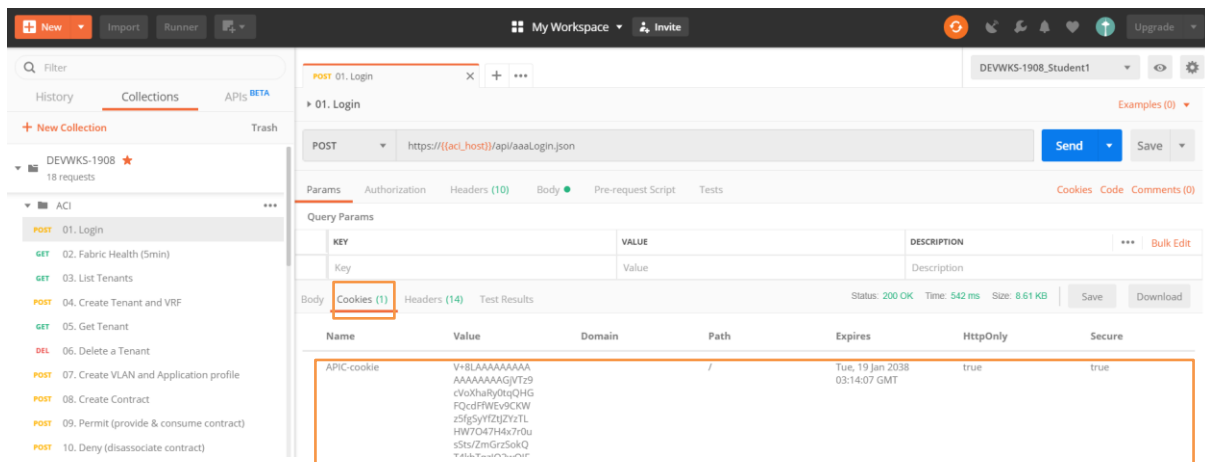 New Import Runner My Workspace Invite Upgrade
Filter
History Collections APIs BETA
+ New Collection Trash
DEVWKS-1908
18 requests
ACI
POST 01. Login
GET 02. Fabric Health (5min)
GET 03. List Tenants
POST 04. Create Tenant and VRF
GET 05. Get Tenant
DEL 06. Delete a Tenant
POST 07. Create VLAN and Application profile
POST 08. Create Contract
POST 09. Permit (provide & consume contract)
POST 10. Deny (disassociate contract)
POST 01. Login DEVWKS-1908_Student1
01. Login Examples (0)
POST https://{{aci_host}}/api/aaaLogin.json Send Save
Params Authorization Headers (10) Body Pre-request Script Tests Cookies Code Comments (0)
Query Params
KEY VALUE DESCRIPTION Bulk Edit
Key Value Description
Body Cookies (1) Headers (14) Test Results Status: 200 OK Time: 542 ms Size: 8.61 KB Save Download
Name Value Domain Path Expires HttpOnly Secure
APIC-cookie V+8LAAAAAAAAA / Tue, 19 Jan 2038 true true
AAAAAAAAGjVTz9 03:14:07 GMT
cVoXhaRy0tqQHG
FQcdFfWEv9CKW
z5fgSyYfZtJZYzTL
HW7O47H4x7r0u
sSts/ZmGrzSokQ